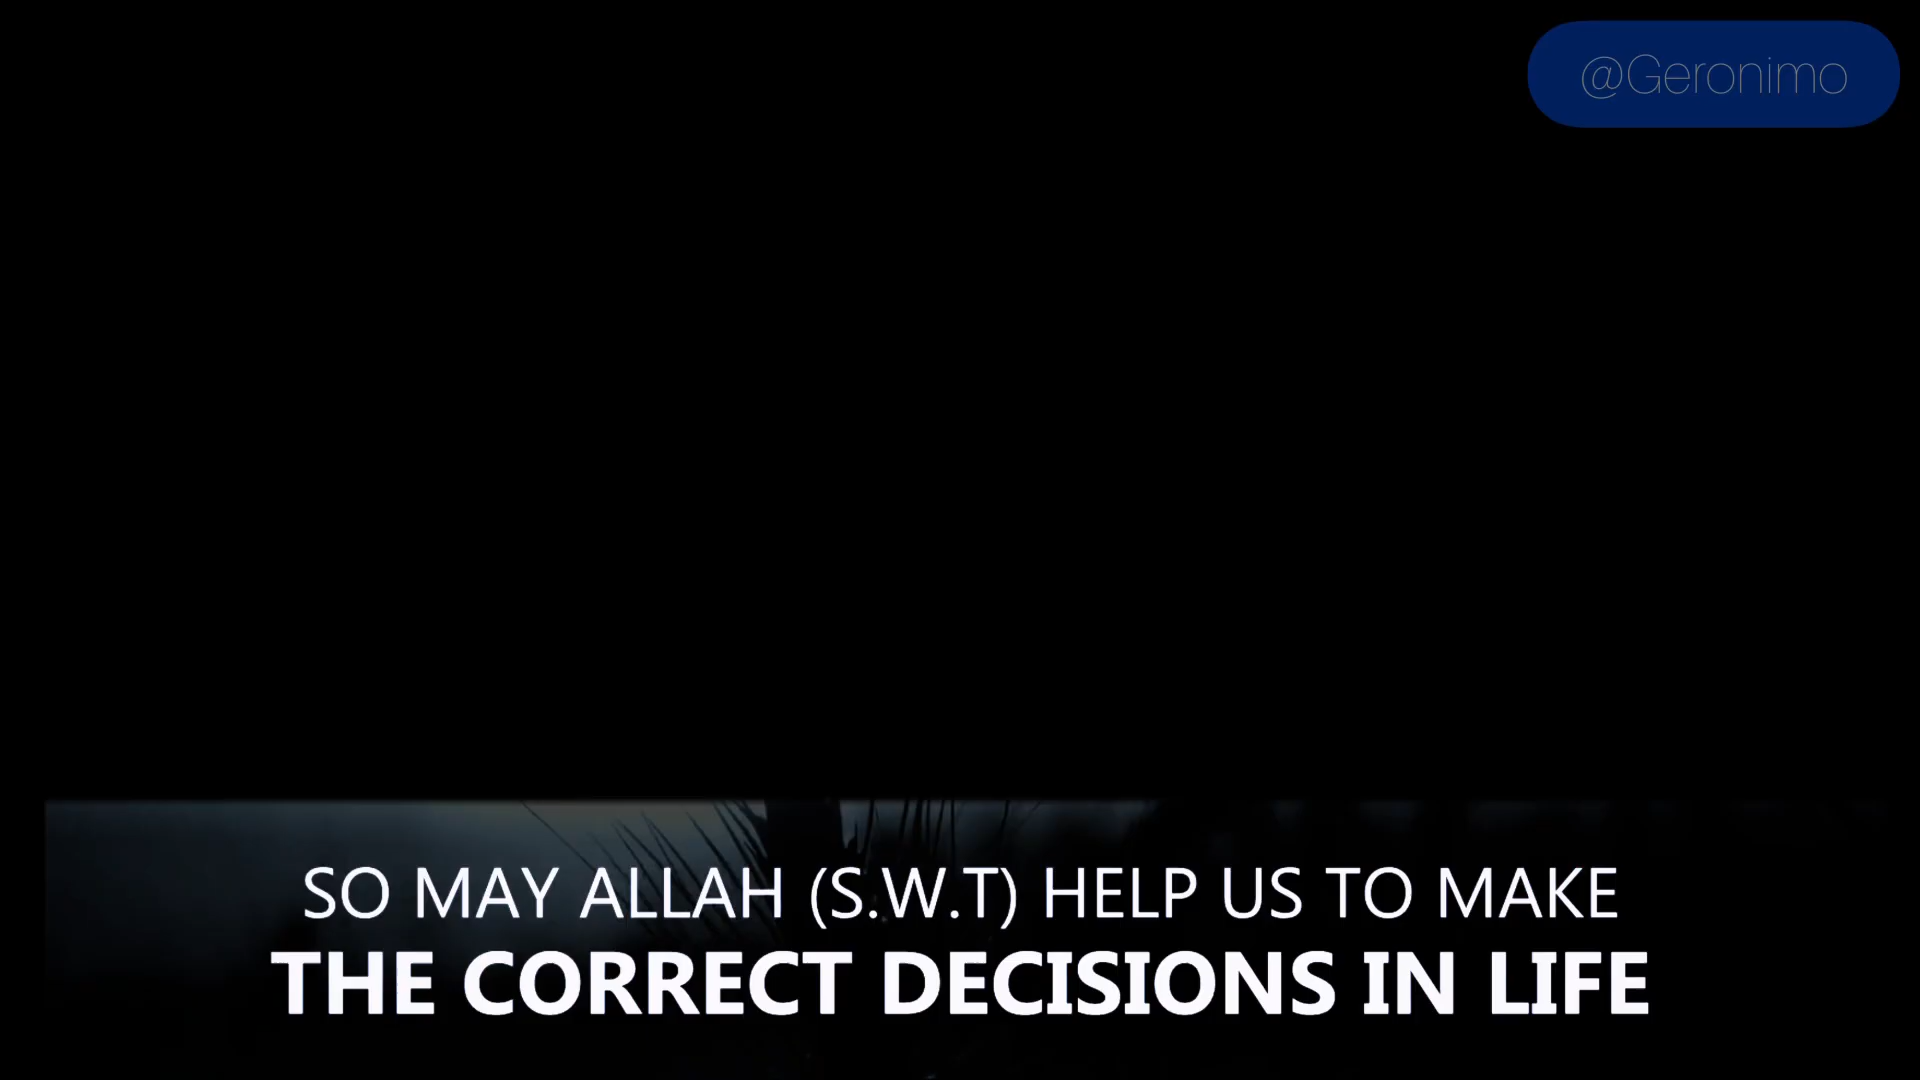 @Geronimo
SO MAY ALLAH (S.W.T) HELP US TO MAKE
THE CORRECT DECISIONS IN LIFE